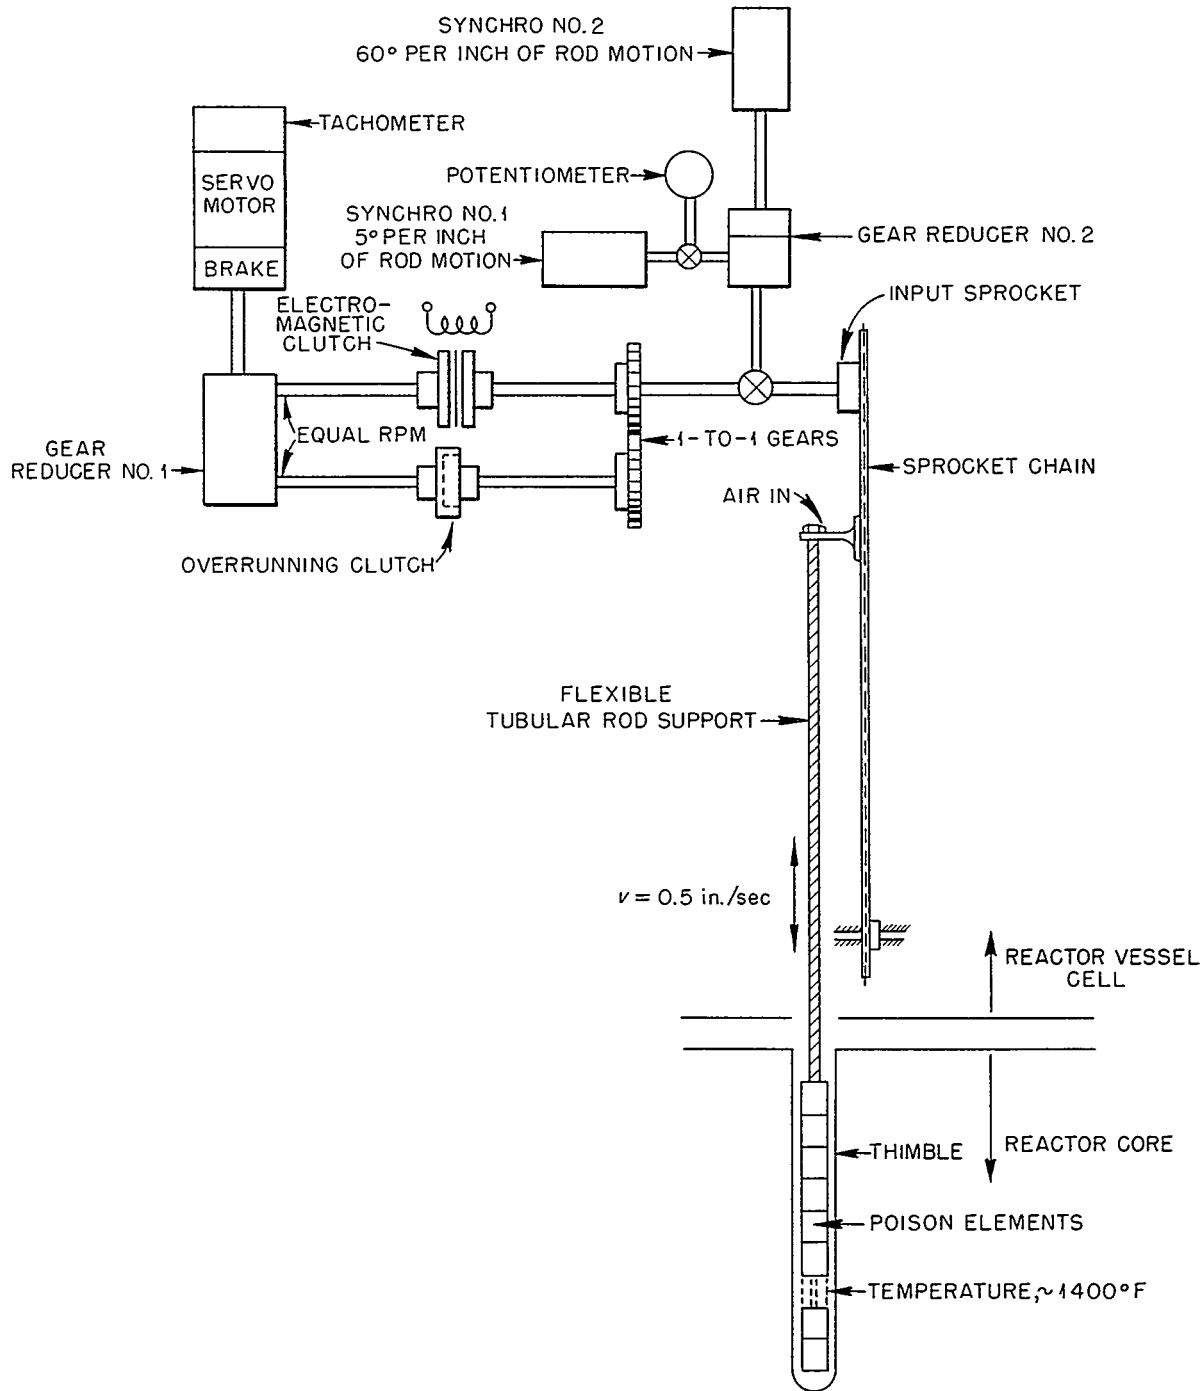 SYNCHRO NO. 2
60° PER INCH OF ROD MOTION
TACHOMETER
SERVO
MOTOR
BRAKE
POTENTIOMETER
SYNCHRO NO. 1
5° PER INCH
OF ROD MOTION
GEAR REDUCER NO. 2
INPUT SPROCKET
ELECTRO-
MAGNETIC
CLUTCH
EQUAL RPM
1-TO-1 GEARS
GEAR
REDUCER NO. 1
SPROCKET CHAIN
AIR IN
OVERRUNNING CLUTCH
FLEXIBLE
TUBULAR ROD SUPPORT
v = 0.5 in./sec
REACTOR VESSEL
CELL
THIMBLE
REACTOR CORE
POISON ELEMENTS
TEMPERATURE, ~1400°F